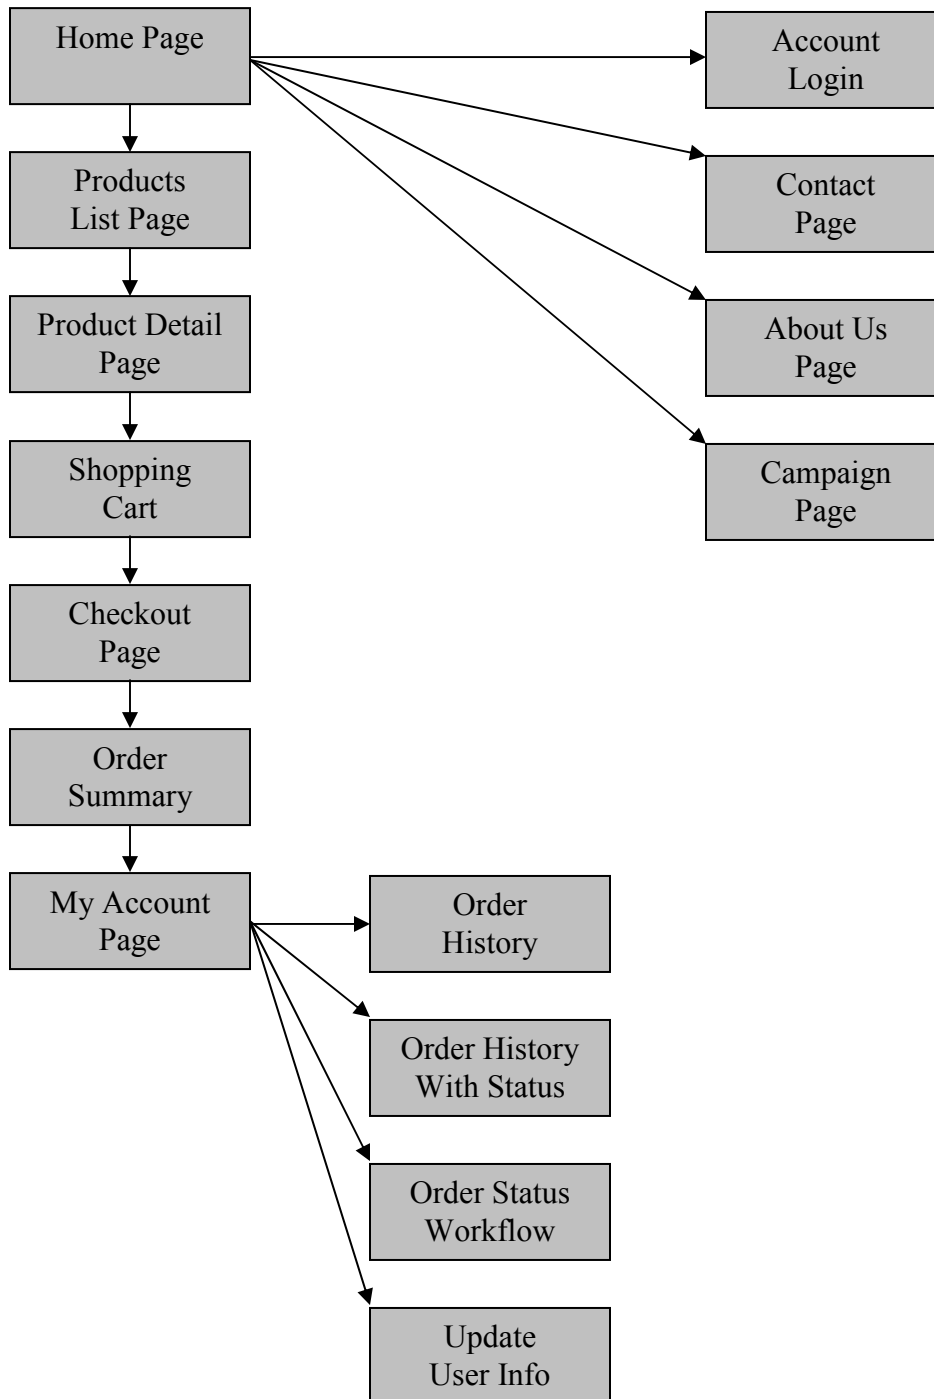 Home Page
Account
Login
Products
List Page
Contact
Page
Product Detail
Page
About Us
Page
Shopping
Cart
Campaign
Page
Checkout
Page
Order
Summary
My Account
Page
Order
History
Order History
With Status
Order Status
Workflow
Update
User Info